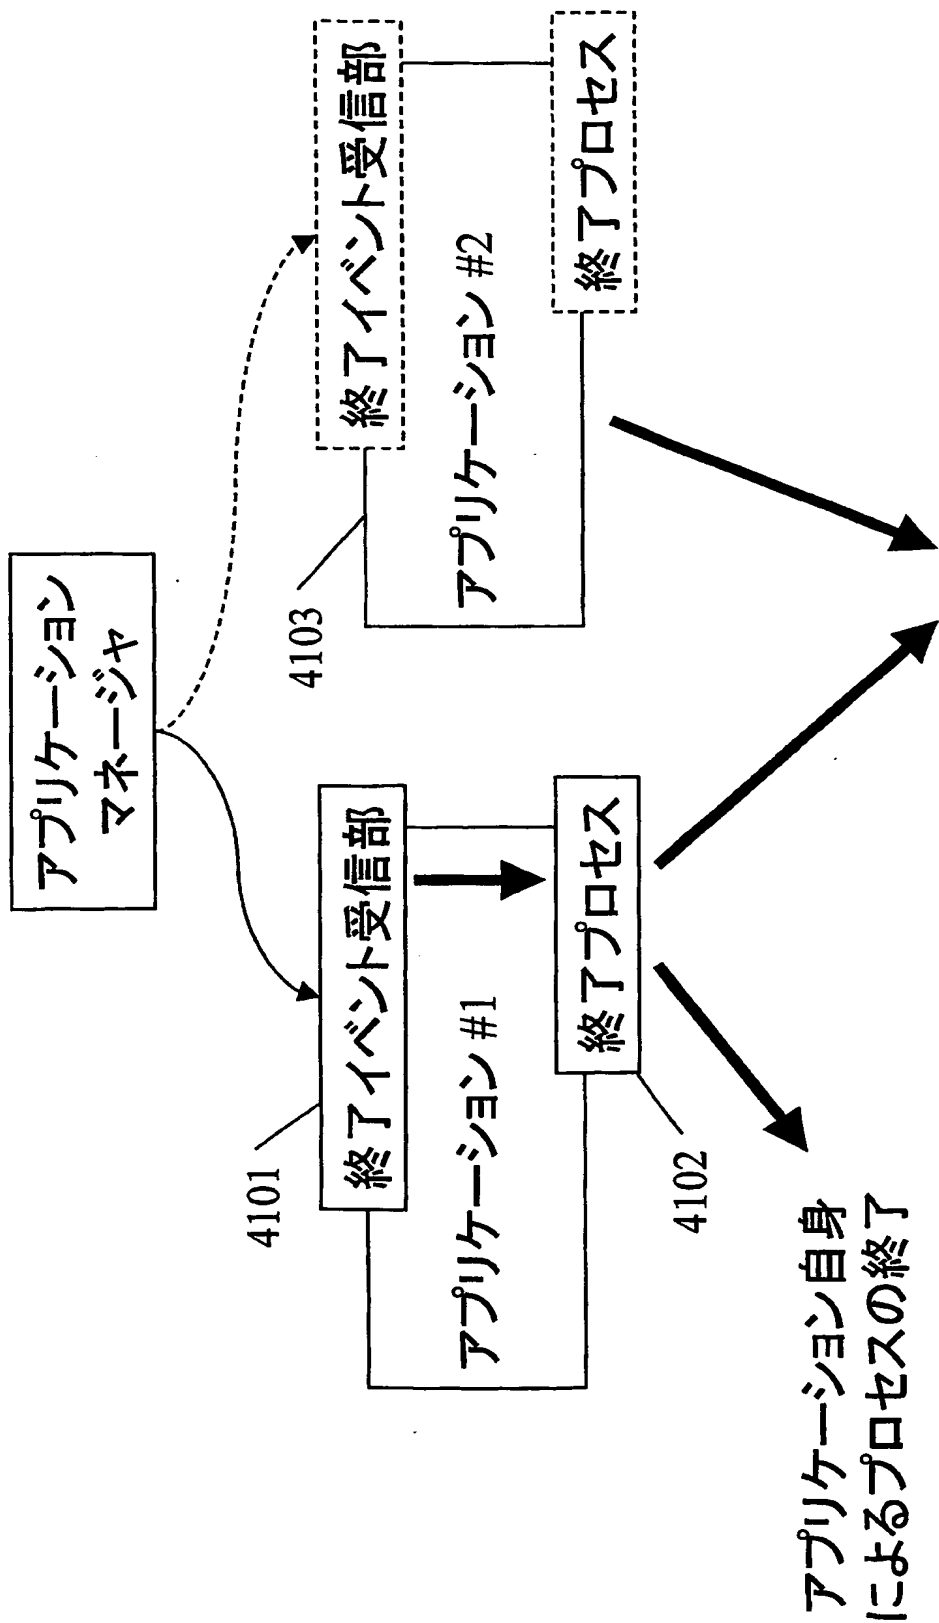 アプリケーション
マネージャ
4101
終了イベント受信部
アプリケーション #1
終了プロセス
4102
4103
終了イベント受信部
アプリケーション #2
終了プロセス
アプリケーション自身
によるプロセスの終了